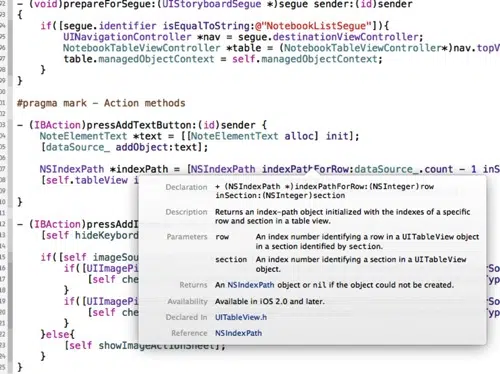 - (void)prepareForSegue:(UIStoryboardSegue *)segue sender:(id)sender
{
if([segue.identifier isEqualToString:@"NotebookListSegue"]){
UINavigationController *nav = segue.destinationViewController;
NotebookTableViewController *table = (NotebookTableViewController*)nav.topV
table.managedObjectContext = self.managedObjectContext;
}
}
#pragma mark - Action methods
- (IBAction)pressAddTextButton:(id)sender {
NoteElementText *text = [[NoteElementText alloc] init];
[dataSource_ addObject:text];
NSIndexPath *indexPath = [NSIndexPath indexPathForRow:dataSource_.count - 1 inS
[self.tableView i
}
Declaration + (NSIndexPath *)indexPathForRow:(NSInteger)row
inSection:(NSInteger)section
Description Returns an index-path object initialized with the indexes of a specific
row and section in a table view.
Parameters row An index number identifying a row in a UITableView object
in a section identified by section.
section An index number identifying a section in a UITableView
object.
Returns An NSIndexPath object or nil if the object could not be created.
Availability Available in iOS 2.0 and later.
Declared In UITableView.h
Reference NSIndexPath
- (IBAction)pressAddI
[self hideKeybord
if([self imageSou
if([UIImagePi
[self che
}
if([UIImagePi
[self che
}
}else{
[self showImageActionSheet];
}
}